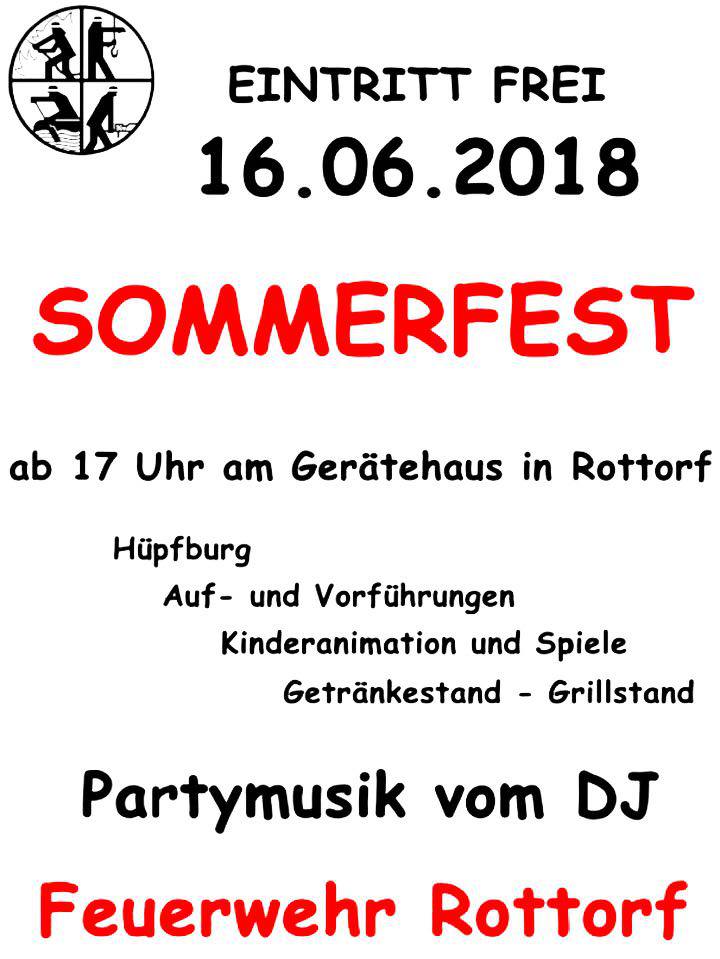 EINTRITT FREI
16.06.2018
SOMMERFEST
ab 17 Uhr am Gerätehaus in Rottorf
Hüpfburg
Auf- und Vorführungen
Kinderanimation und Spiele
Getränkestand - Grillstand
Partymusik vom DJ
Feuerwehr Rottorf